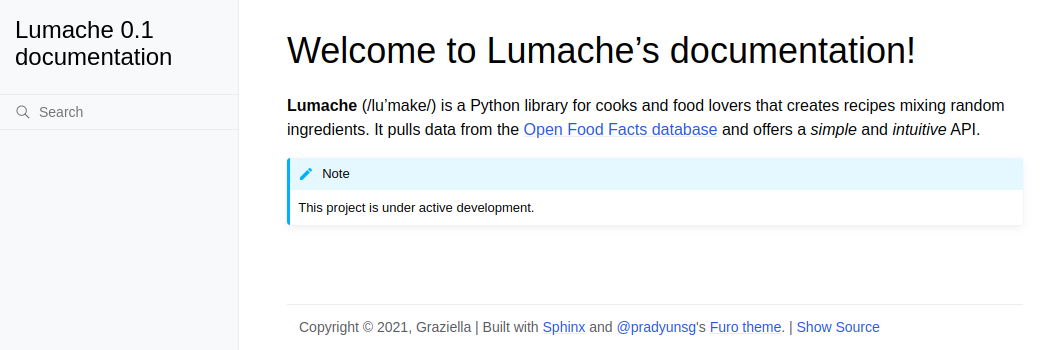 Lumache 0.1
documentation
Search
Welcome to Lumache’s documentation!
Lumache (/lu’make/) is a Python library for cooks and food lovers that creates recipes mixing random
ingredients. It pulls data from the Open Food Facts database and offers a simple and intuitive API.
Note
This project is under active development.
Copyright © 2021, Graziella | Built with Sphinx and @pradyunsg's Furo theme. | Show Source